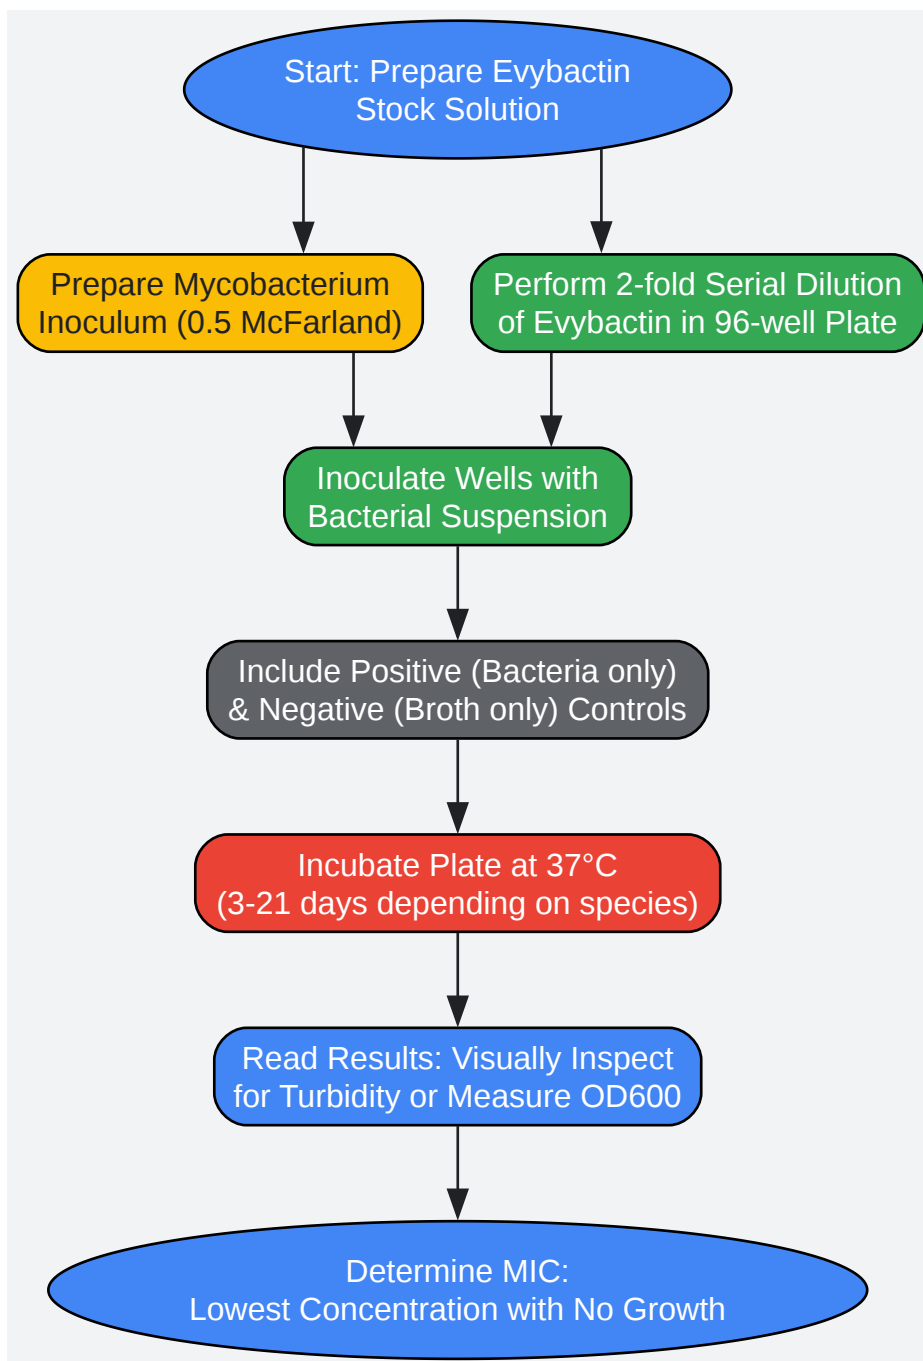 Start: Prepare Evybactin
Stock Solution
Prepare Mycobacterium
Inoculum (0.5 McFarland)
Perform 2-fold Serial Dilution
of Evybactin in 96-well Plate
Inoculate Wells with
Bacterial Suspension
Include Positive (Bacteria only)
& Negative (Broth only) Controls
Incubate Plate at 37°C
(3-21 days depending on species)
Read Results: Visually Inspect
for Turbidity or Measure OD600
Determine MIC:
Lowest Concentration with No Growth